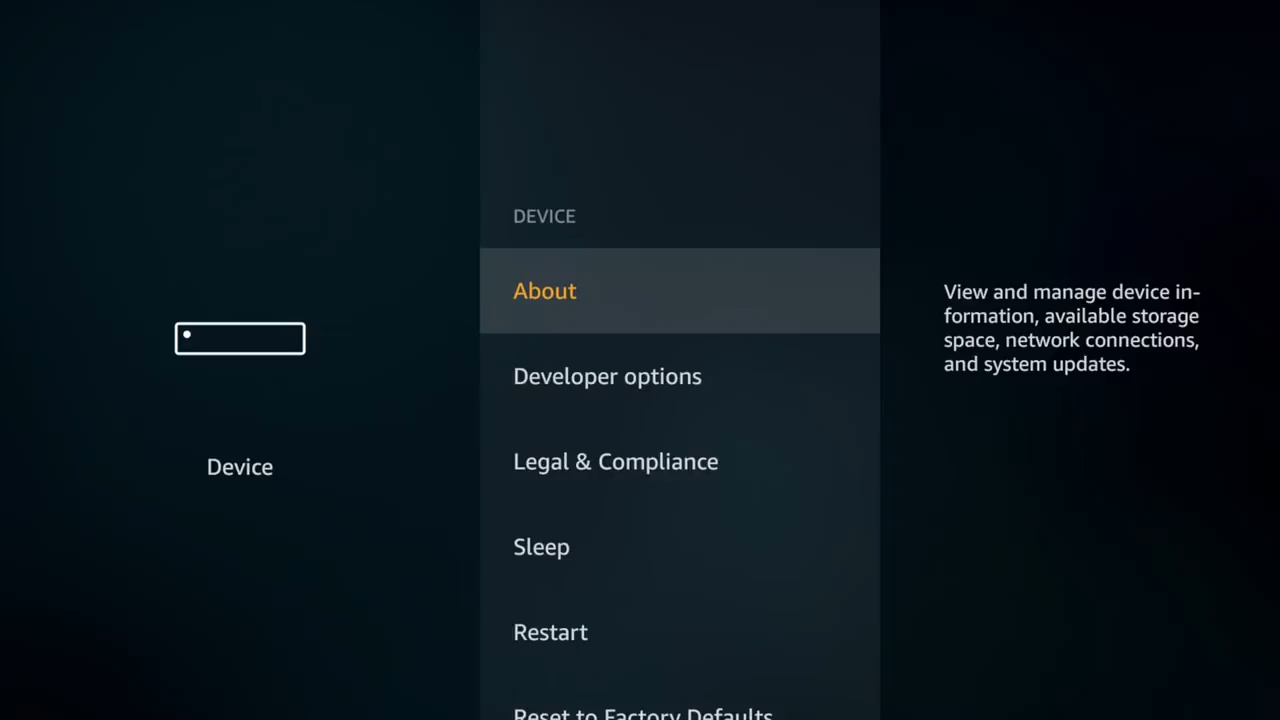 DEVICE
About
Developer options
Legal & Compliance
Sleep
Restart
Reset to Factory Defaults
Device
View and manage device in-
formation, available storage
space, network connections,
and system updates.